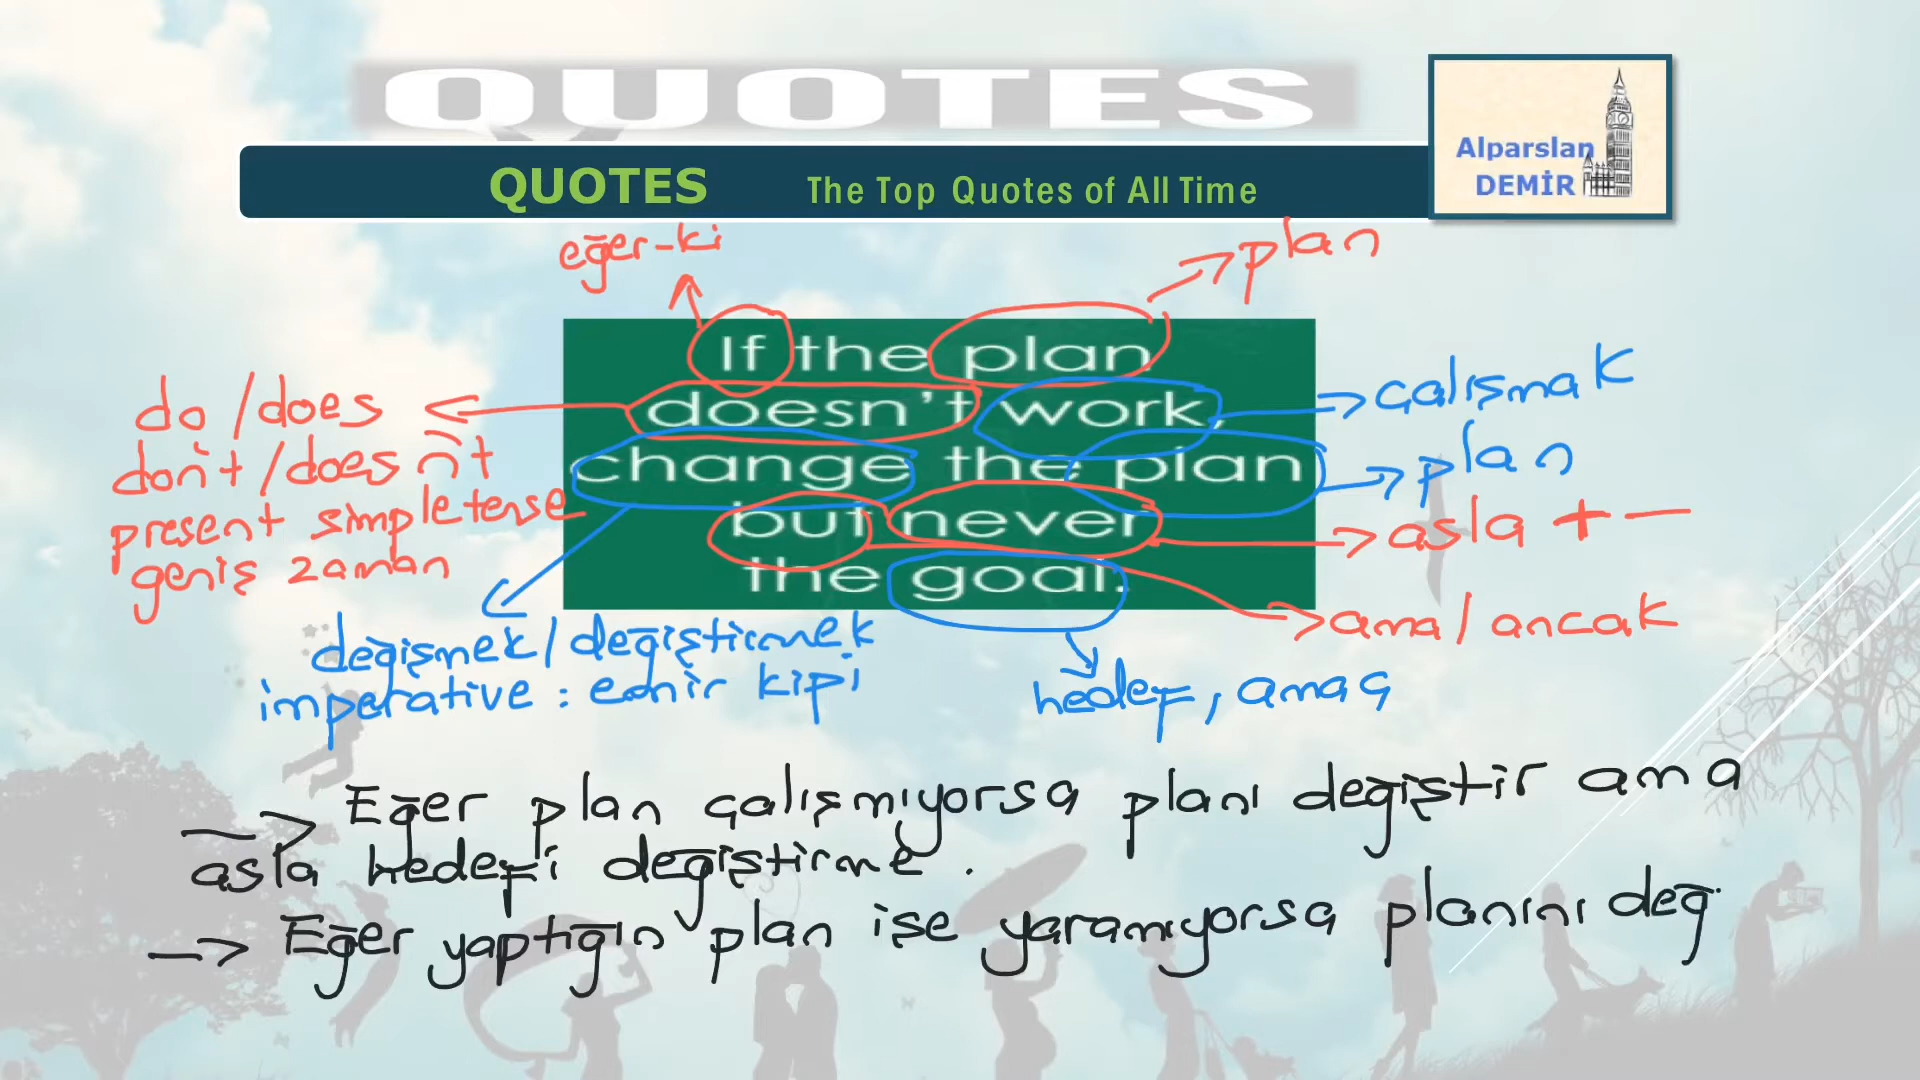 QUOTES
QUOTES The Top Quotes of All Time
Alparslan
DEMİR
eğer-ki
plan
If the plan
doesn't work,
change the plan
but never
the goal.
do/does
don't/doesn't
present simple tense
geniş zaman
çalışmak
plan
asla + -
ama/ancak
değişmek/değiştirmek
imperative: emir kipi
hedef, amaç
→ Eğer plan çalışmıyorsa planı değiştir ama
asla hedefi değiştirme.
→ Eğer yaptığın plan işe yaramıyorsa planını değ